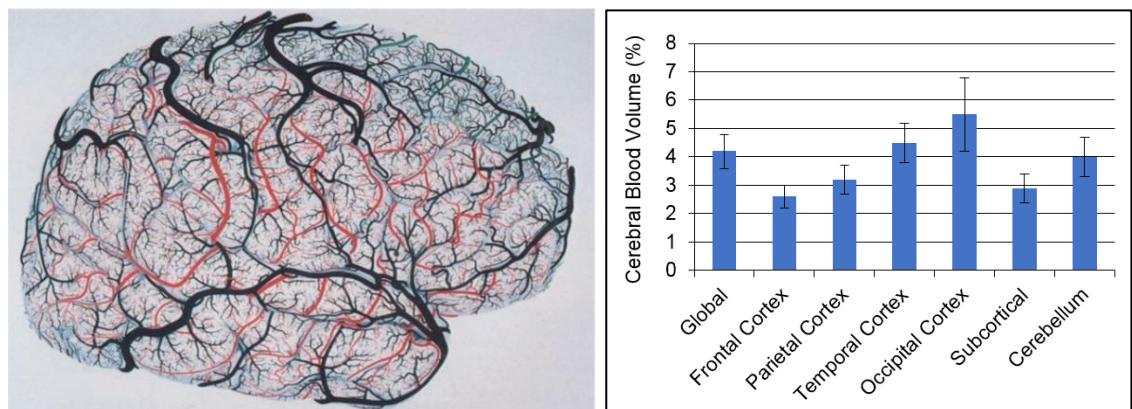 Cerebral Blood Volume (%)
8
7
6
5
4
3
2
1
0
Global
Frontal Cortex
Parietal Cortex
Temporal Cortex
Occipital Cortex
Subcortical
Cerebellum